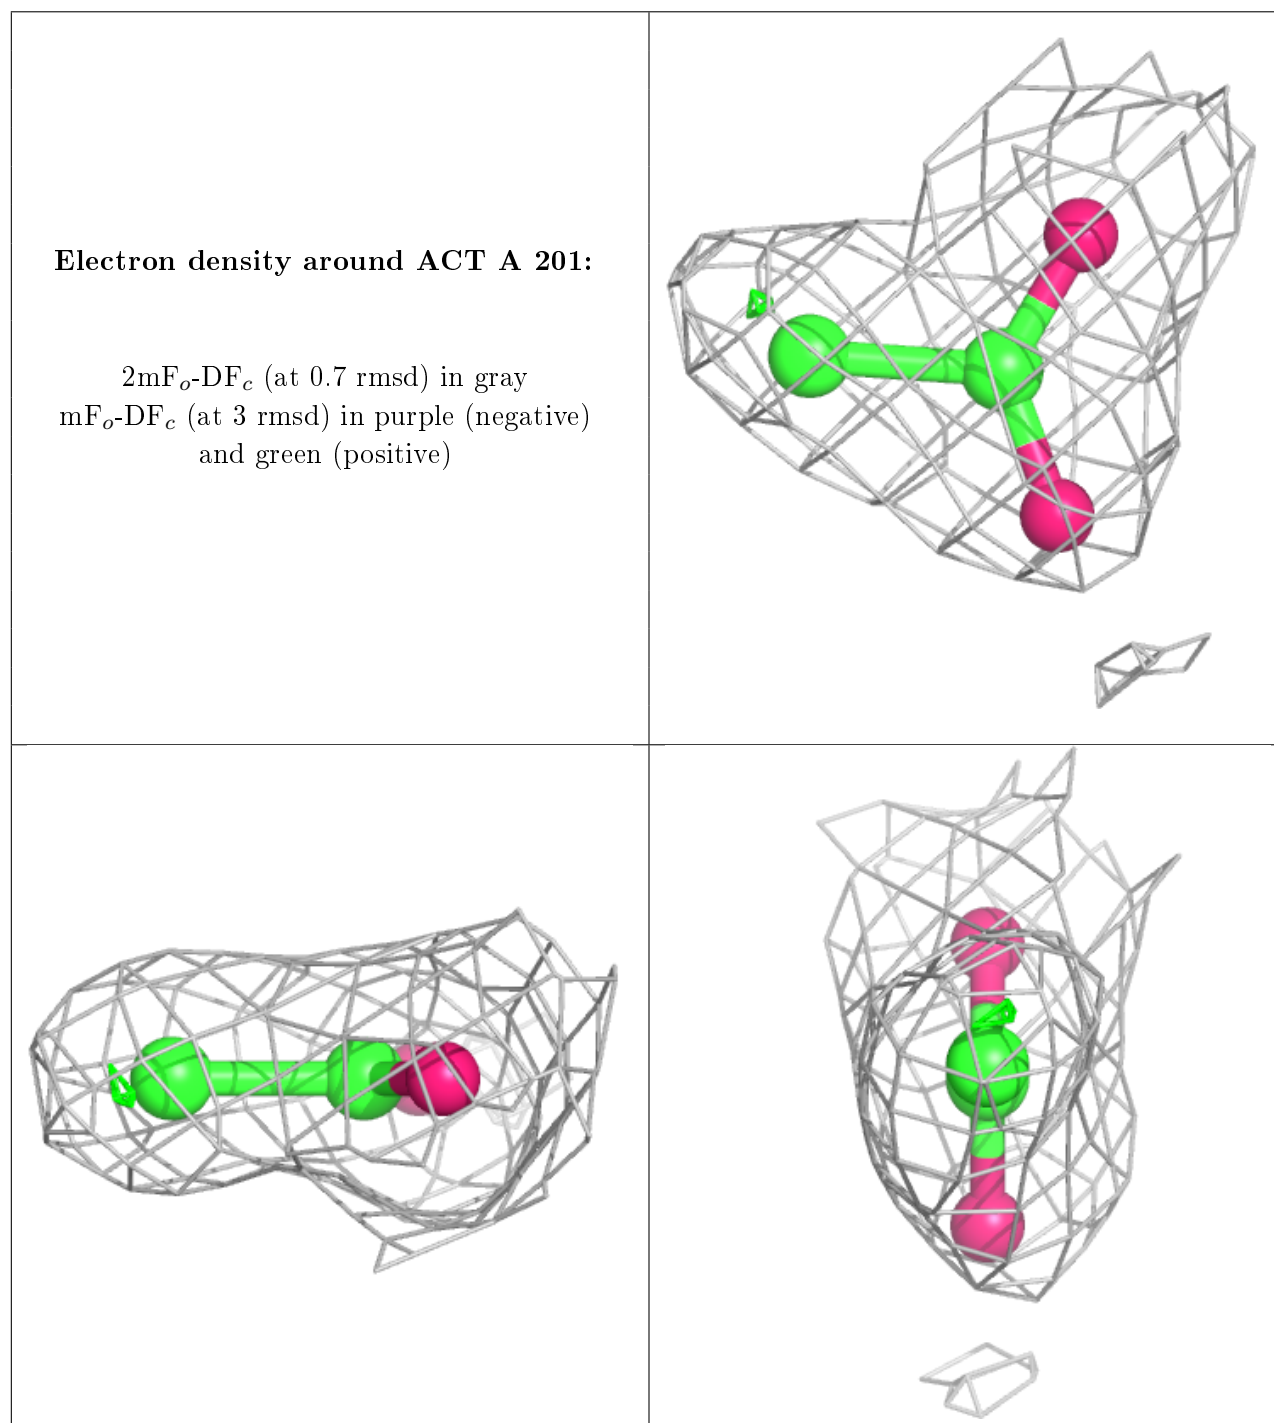 Electron density around ACT A 201:
2mFo-DFc (at 0.7 rmsd) in gray
mFo-DFc (at 3 rmsd) in purple (negative)
and green (positive)